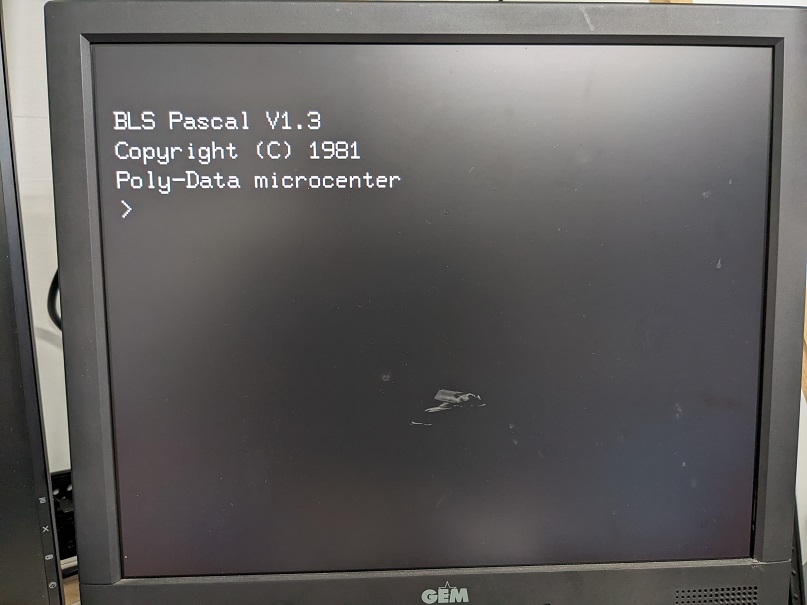 BLS Pascal V1.3
Copyright (C) 1981
Poly-Data microcenter
>
GEM